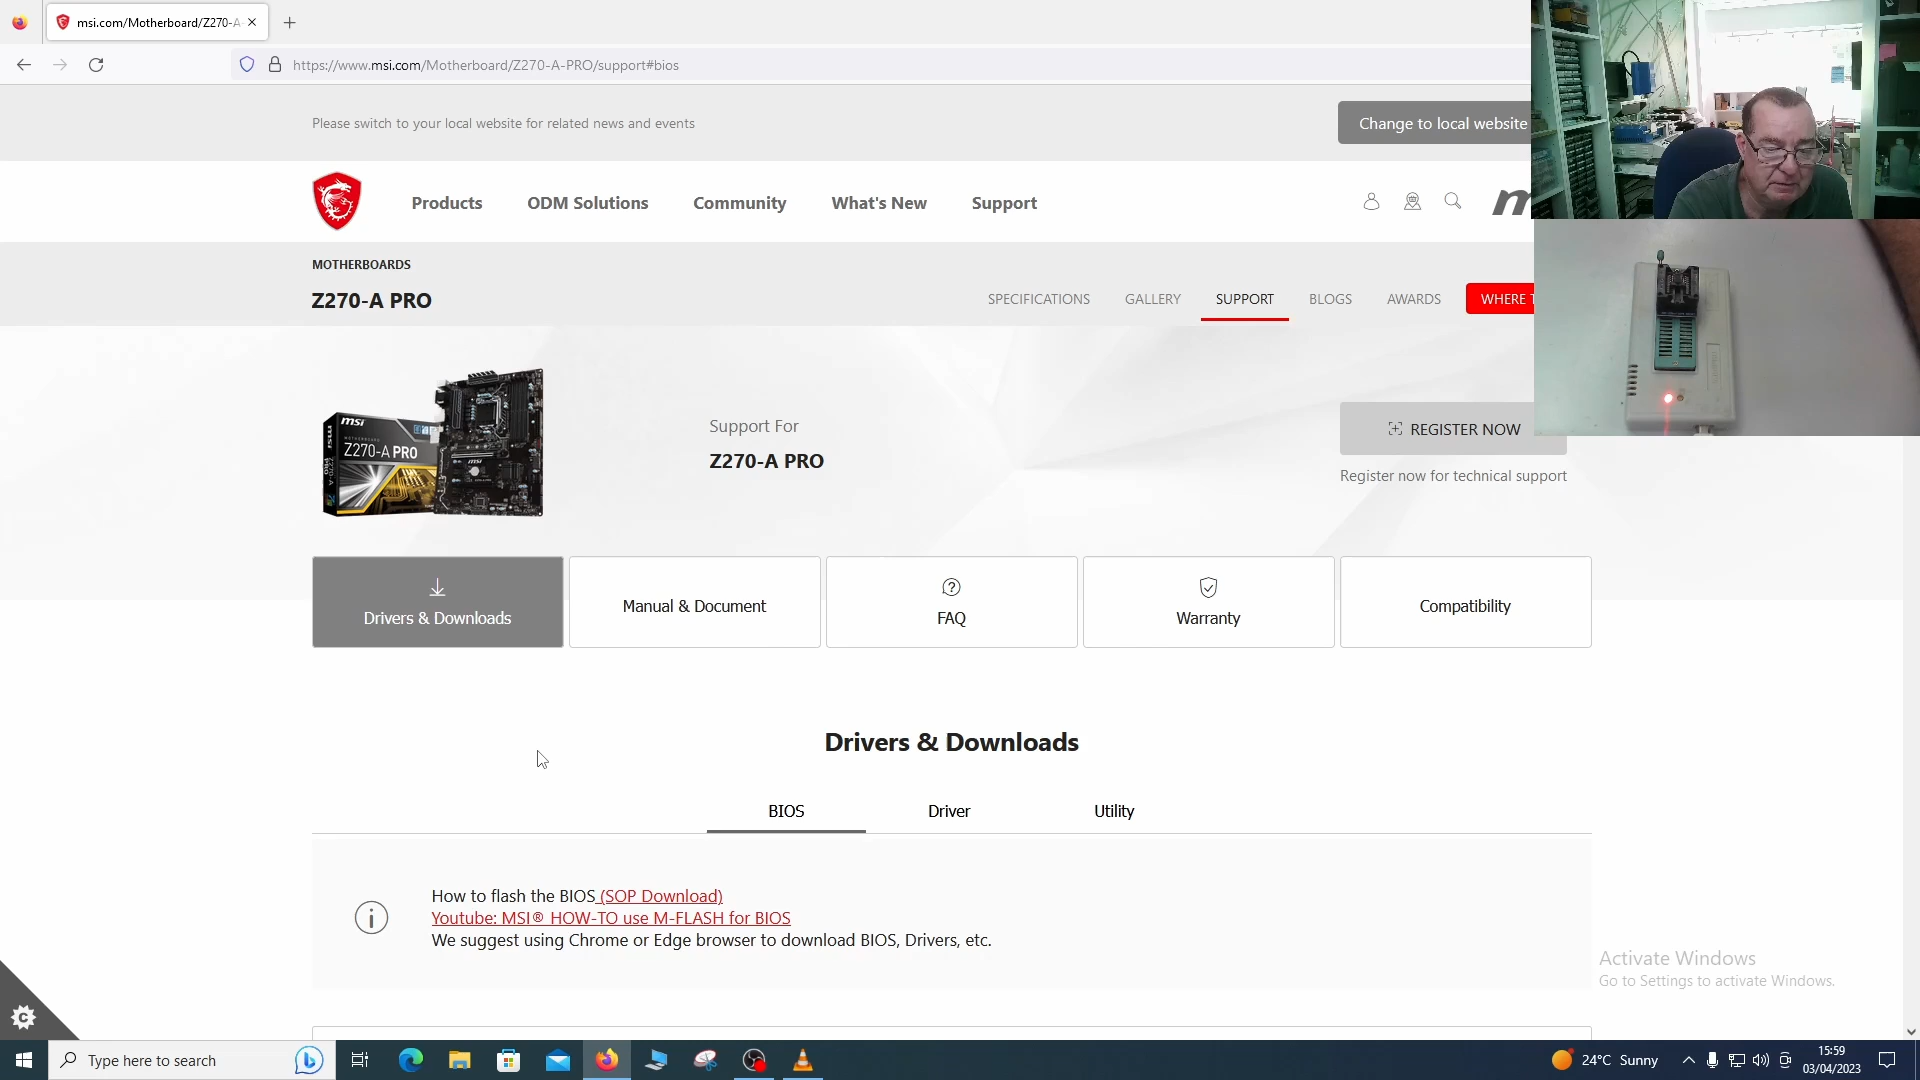 msi.com/Motherboard/Z270-A-
https://www.msi.com/Motherboard/Z270-A-PRO/support#bios
Please switch to your local website for related news and events
Change to local website
Products
ODM Solutions
Community
What's New
Support
m
MOTHERBOARDS
Z270-A PRO
SPECIFICATIONS
GALLERY
SUPPORT
BLOGS
AWARDS
WHERE T
msi
Z270-A PRO
Support For
Z270-A PRO
REGISTER NOW
Register now for technical support
Drivers & Downloads
Manual & Document
FAQ
Warranty
Compatibility
Drivers & Downloads
BIOS
Driver
Utility
How to flash the BIOS (SOP Download)
Youtube: MSI® HOW-TO use M-FLASH for BIOS
We suggest using Chrome or Edge browser to download BIOS, Drivers, etc.
Activate Windows
Go to Settings to activate Windows.
Type here to search
24°C Sunny
15:59
03/04/2023